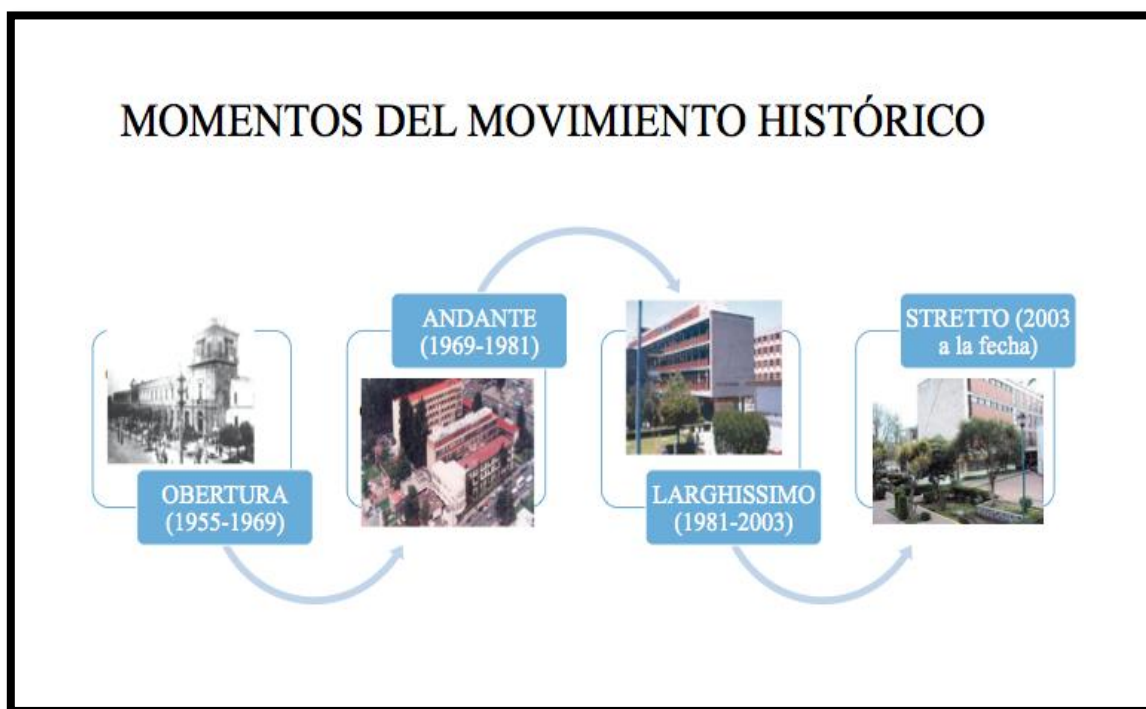 MOMENTOS DEL MOVIMIENTO HISTÓRICO
OBERTURA
(1955-1969)
ANDANTE
(1969-1981)
LARGHISSIMO
(1981-2003)
STRETTO (2003
a la fecha)